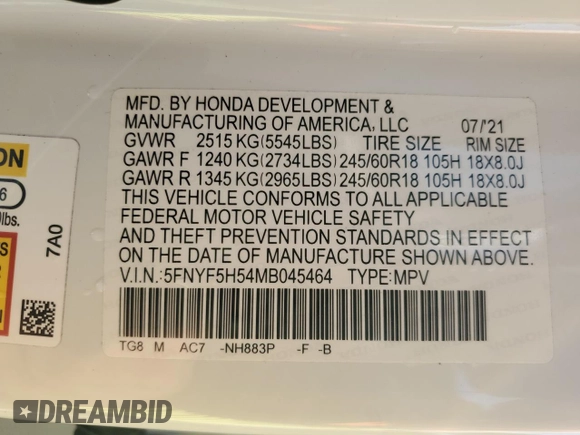 MFD. BY HONDA DEVELOPMENT &
MANUFACTURING OF AMERICA, LLC 07/'21
GVWR 2515 KG(5545LBS) TIRE SIZE RIM SIZE
GAWR F 1240 KG(2734LBS) 245/60R18 105H 18X8.0J
GAWR R 1345 KG(2965LBS) 245/60R18 105H 18X8.0J
THIS VEHICLE CONFORMS TO ALL APPLICABLE
FEDERAL MOTOR VEHICLE SAFETY
AND THEFT PREVENTION STANDARDS IN EFFECT
ON THE DATE OF MANUFACTURE SHOWN ABOVE.
V.I.N.:5FNYF5H54MB045464 TYPE:MPV
TG8 M AC7 -NH883P -F -B
ION
6
lbs.
S
7A0
DREAMBID